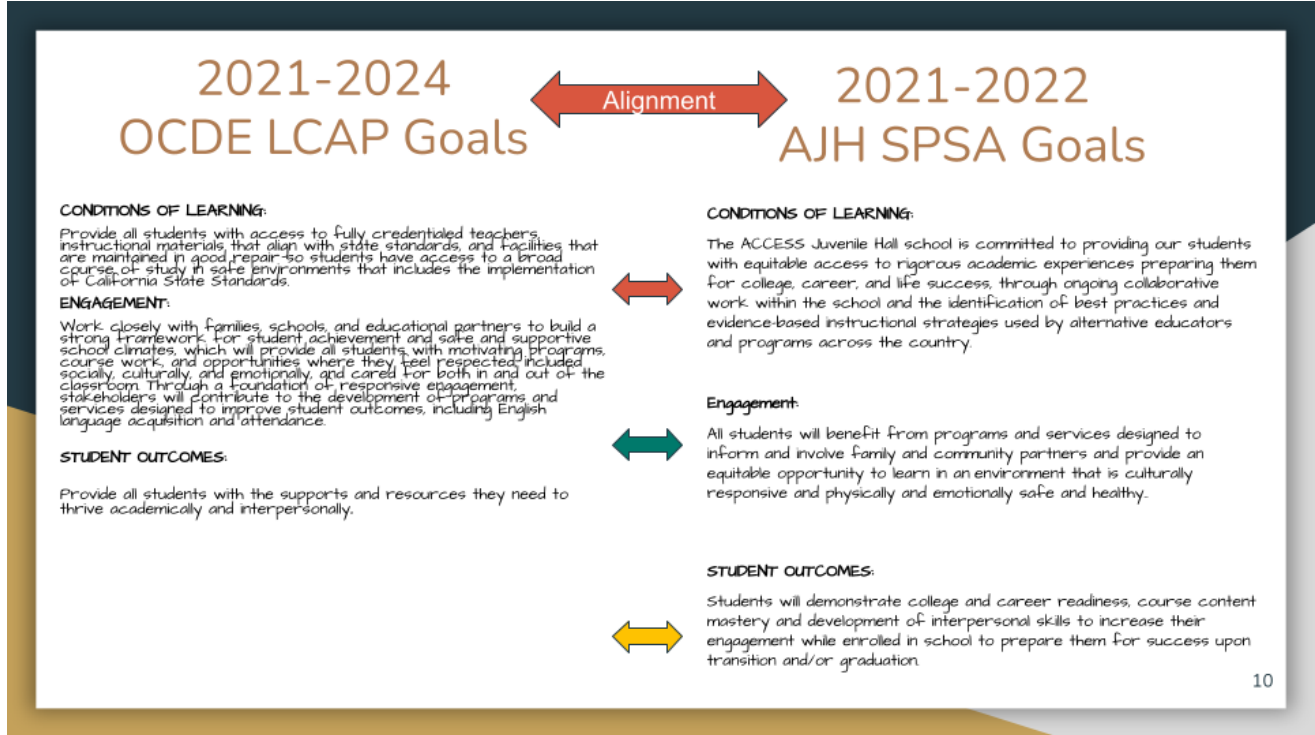 2021-2024
OCDE LCAP Goals
Alignment
2021-2022
AJH SPSA Goals
CONDITIONS OF LEARNING:
Provide all students with access to fully credentialed teachers,
instructional materials that align with state standards, and facilities that
are maintained in good repair-so students have access to a broad
course of study in safe environments that includes the implementation
of California State Standards.
ENGAGEMENT:
Work closely with families, schools, and educational partners to build a
strong framework for student achievement and safe and supportive
school climates, which will provide all students with motivating programs,
course work, and opportunities where they feel respected, included
socially, culturally, and emotionally, and cared for both in and out of the
classroom. Through a foundation of responsive engagement,
stakeholders will contribute to the development of programs and
services designed to improve student outcomes, including English
language acquisition and attendance.
STUDENT OUTCOMES:
Provide all students with the supports and resources they need to
thrive academically and interpersonally.
CONDITIONS OF LEARNING:
The ACCESS Juvenile Hall school is committed to providing our students
with equitable access to rigorous academic experiences preparing them
for college, career, and life success, through ongoing collaborative
work within the school and the identification of best practices and
evidence-based instructional strategies used by alternative educators
and programs across the country.
Engagement:
All students will benefit from programs and services designed to
inform and involve family and community partners and provide an
equitable opportunity to learn in an environment that is culturally
responsive and physically and emotionally safe and healthy..
STUDENT OUTCOMES:
Students will demonstrate college and career readiness, course content
mastery and development of interpersonal skills to increase their
engagement while enrolled in school to prepare them for success upon
transition and/or graduation.
10